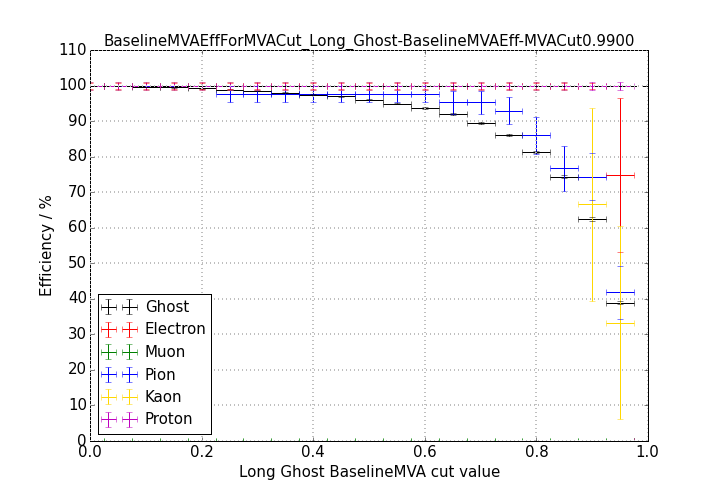 BaselineMVAEffForMVACut_Long_Ghost-BaselineMVAEff-MVACut0.9900
110
100
90
80
70
60
50
40
30
20
10
0
Efficiency / %
Ghost
Electron
Muon
Pion
Kaon
Proton
0.0 0.2 0.4 0.6 0.8 1.0
Long Ghost BaselineMVA cut value